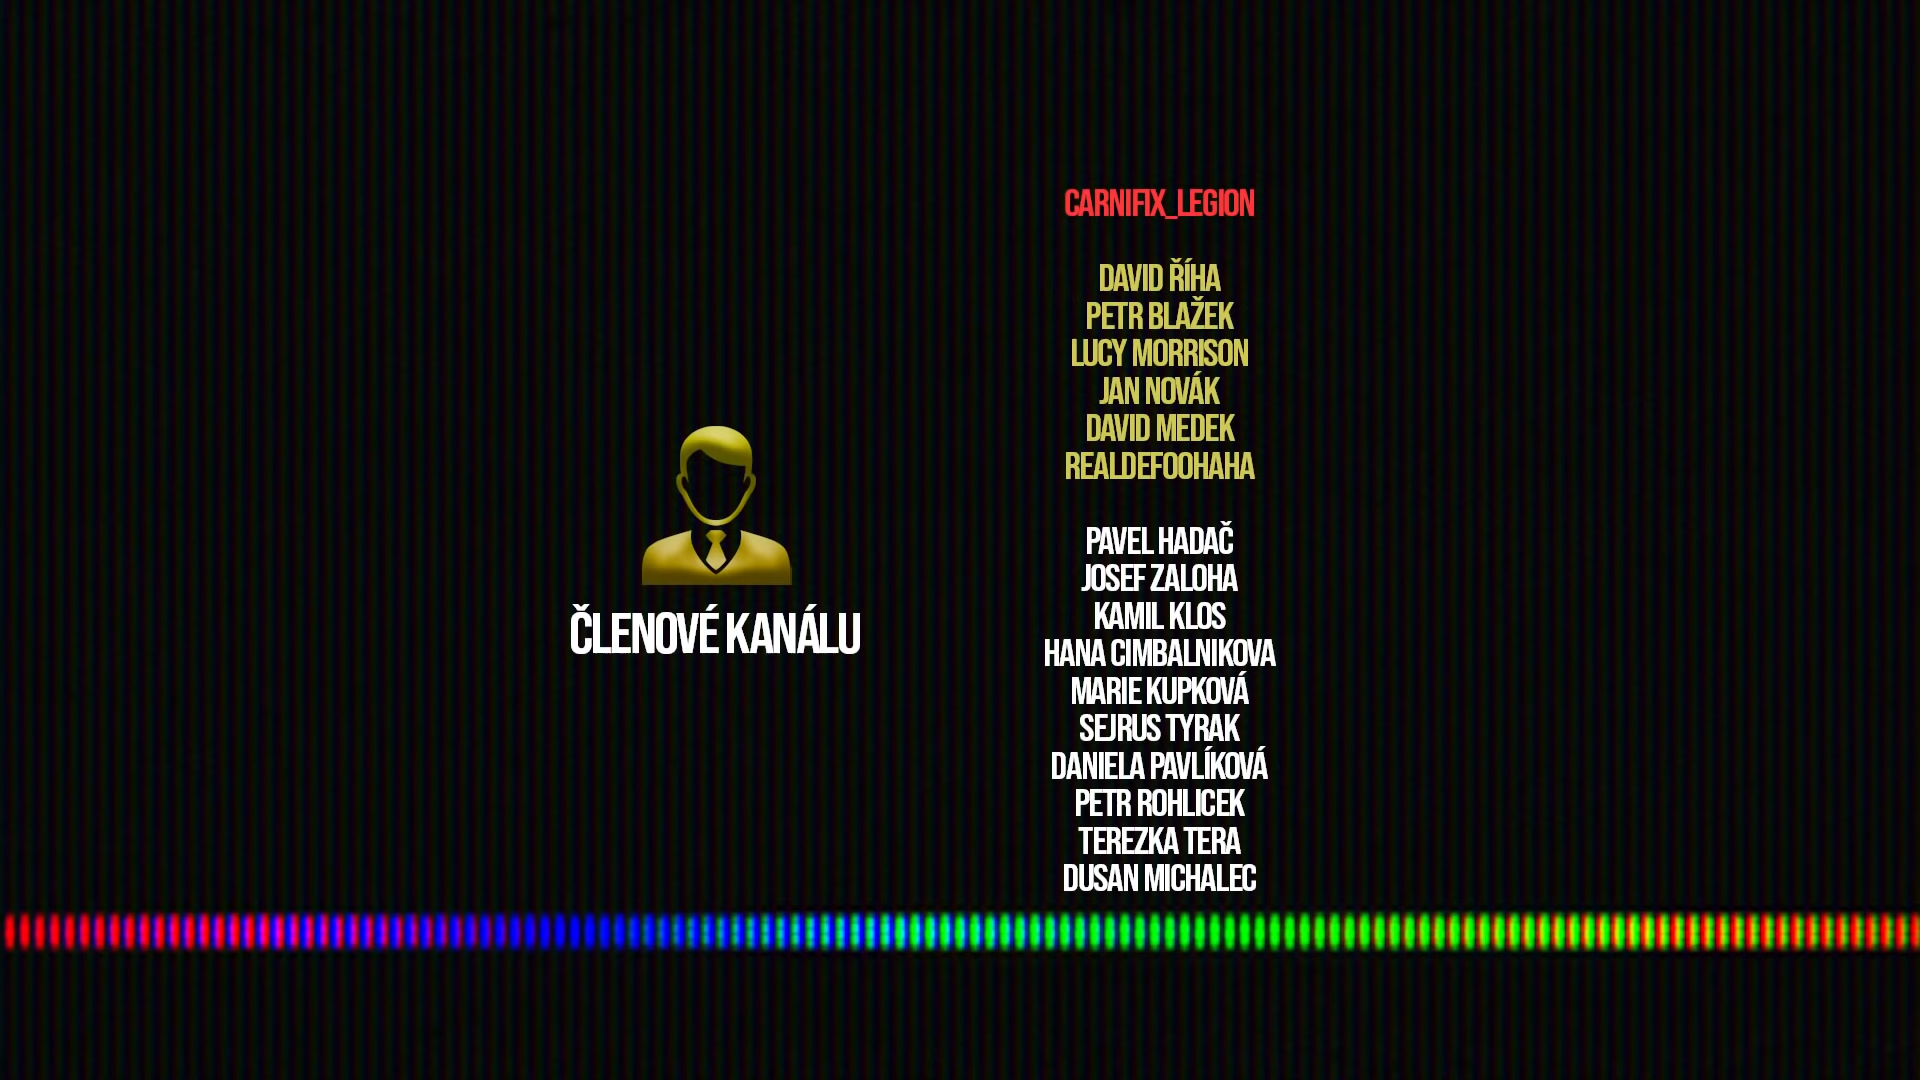 ČLENOVÉ KANÁLU
CARNIFIX_LEGION
DAVID ŘÍHA
PETR BLAŽEK
LUCY MORRISON
JAN NOVÁK
DAVID MEDEK
REALDEFOOHAHA
PAVEL HADAČ
JOSEF ZALOHA
KAMIL KLOS
HANA CIMBALNIKOVA
MARIE KUPKOVÁ
SEJRUS TYRAK
DANIELA PAVLÍKOVÁ
PETR ROHLICEK
TEREZKA TERA
DUSAN MICHALEC